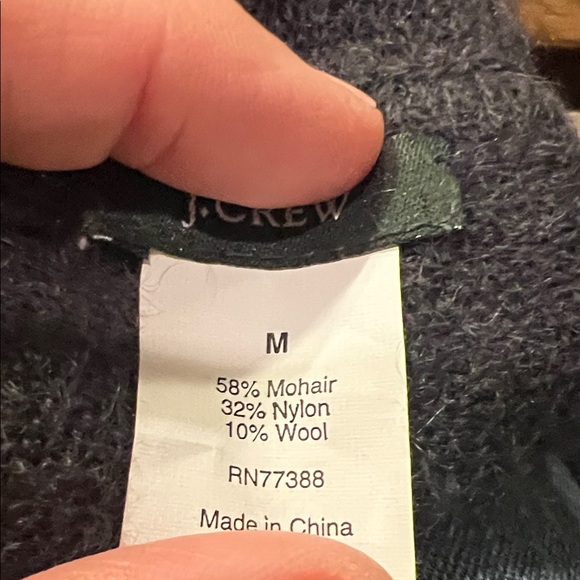 J.CREW
M
58% Mohair
32% Nylon
10% Wool
RN77388
Made in China